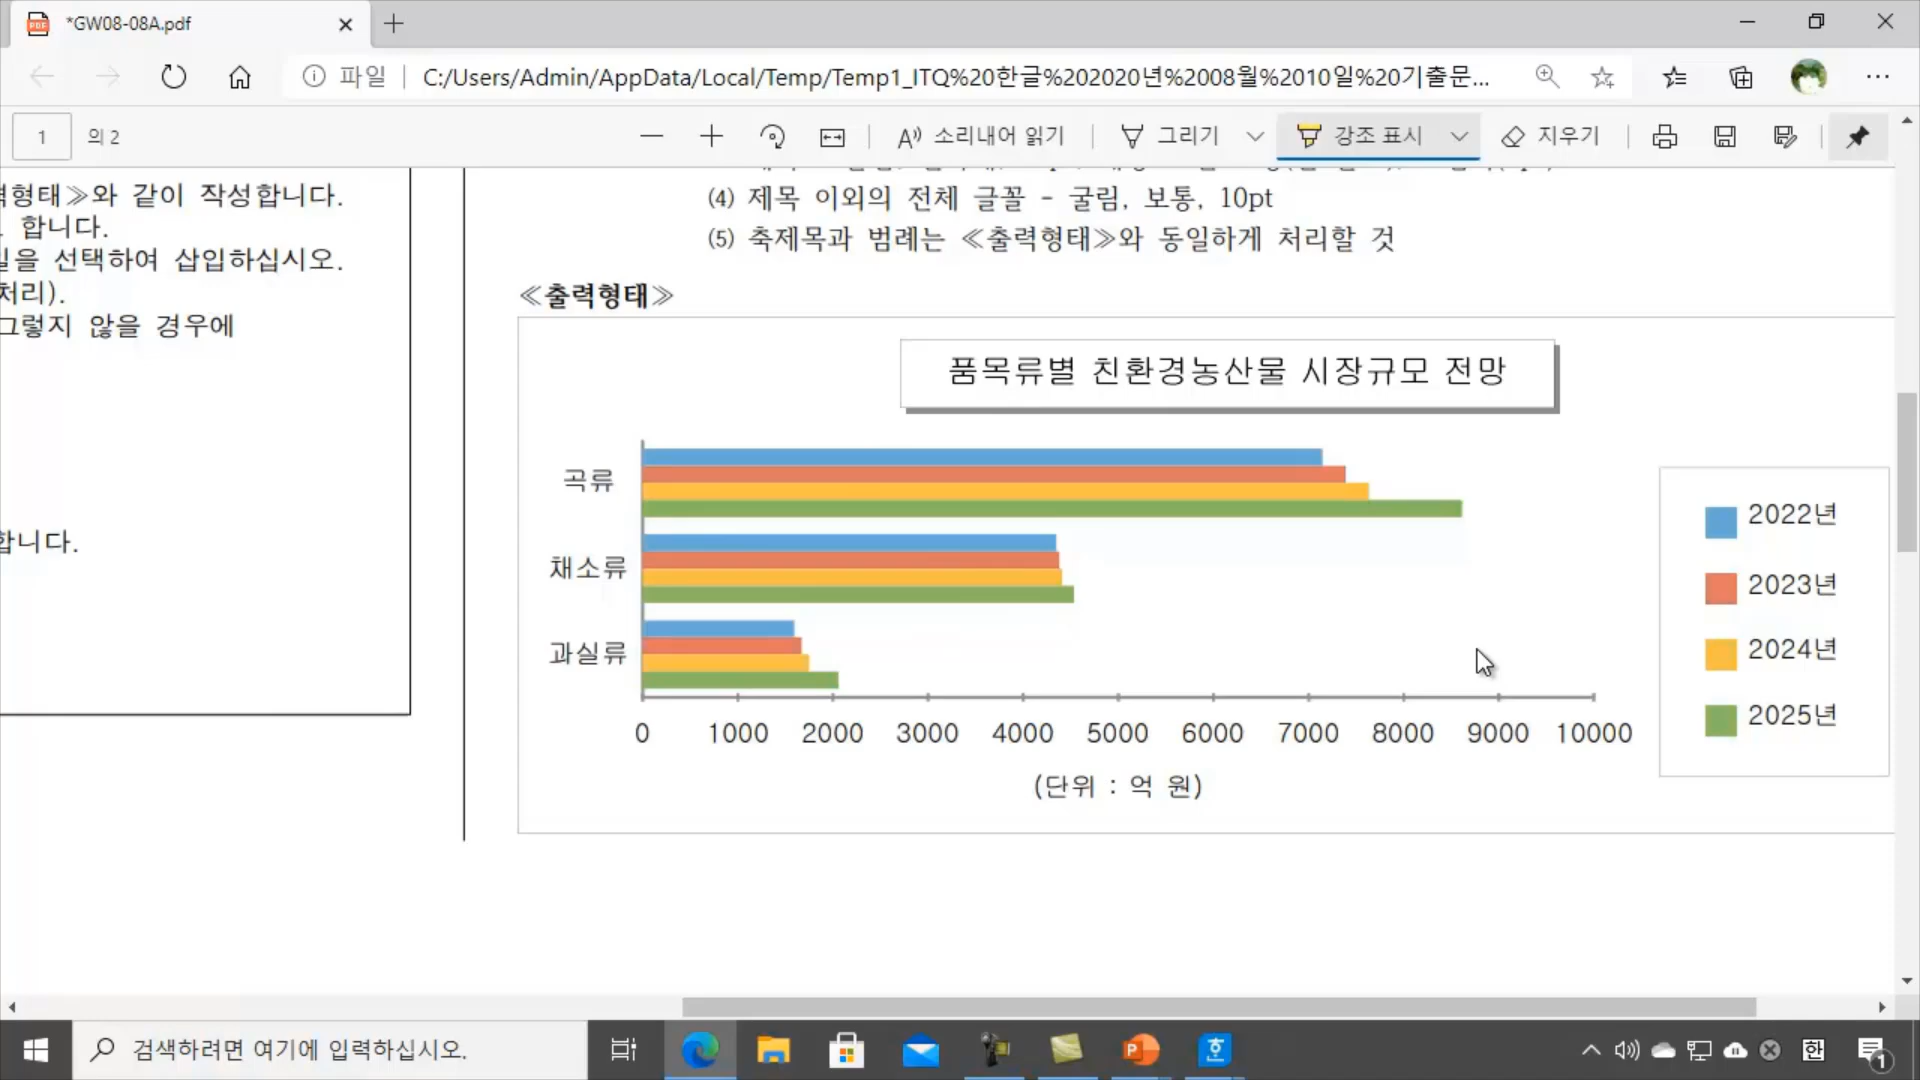 *GW08-08A.pdf
파일
C:/Users/Admin/AppData/Local/Temp/Temp1_ITQ%20한글%202020년%2008월%2010일%20기출문...
1 의 2
소리내어 읽기
그리기
강조 표시
지우기
력형태≫와 같이 작성합니다.
합니다.
일을 선택하여 삽입하십시오.
처리).
그렇지 않을 경우에
합니다.
(4) 제목 이외의 전체 글꼴 - 굴림, 보통, 10pt
(5) 축제목과 범례는 ≪출력형태≫와 동일하게 처리할 것
≪출력형태≫
품목류별 친환경농산물 시장규모 전망
곡류
채소류
과실류
0 1000 2000 3000 4000 5000 6000 7000 8000 9000 10000
(단위 : 억 원)
2022년
2023년
2024년
2025년
검색하려면 여기에 입력하십시오.
한
1